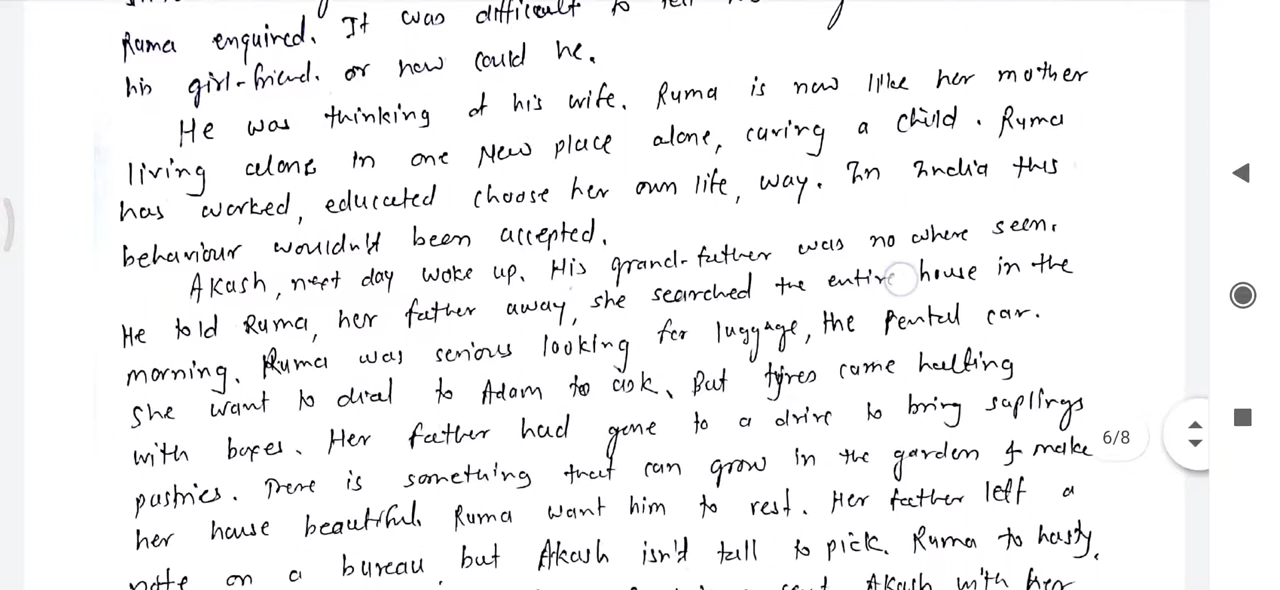 Ruma enquired. It was difficult to tell
his girl-friend. or how could he.
He was thinking of his wife. Ruma is now like her mother
living alone in one New place alone, caring a child. Ruma
has worked, educated choose her own life, way. In India this
behaviour wouldn't been accepted.
Akash, next day woke up. His grand-father was no where seen.
He told Ruma, her father away, she searched the entire house in the
morning. Ruma was serious looking for luggage, the rented car.
She want to dial to Adam to ask. But tyres came halting
with boxes. Her father had gone to a drive to bring saplings
pastries. There is something that can grow in the garden & make
her house beautiful. Ruma want him to rest. Her father left a
note on a bureau but Akash isn't tall to pick. Ruma to hasty.
Akash with her
6/8